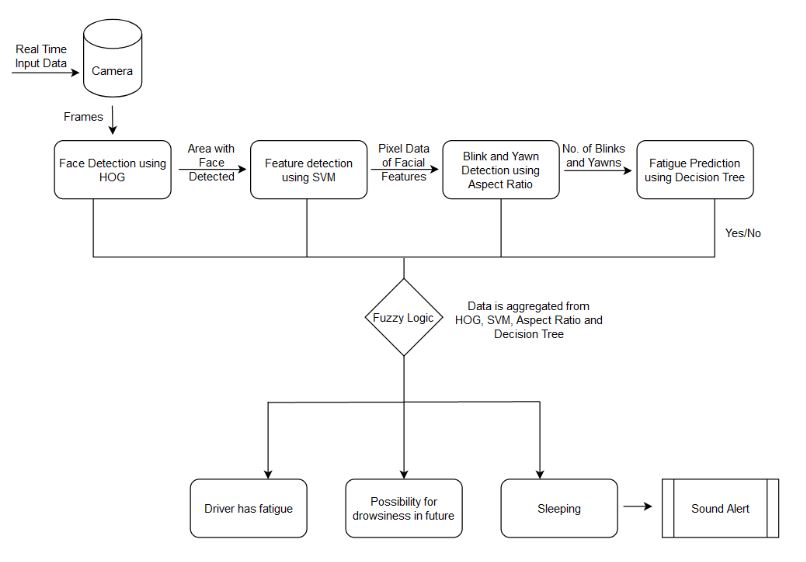 Real Time
Input Data
Camera
Frames
Face Detection using
HOG
Area with
Face
Detected
Feature detection
using SVM
Pixel Data
of Facial
Features
Blink and Yawn
Detection using
Aspect Ratio
No. of Blinks
and Yawns
Fatigue Prediction
using Decision Tree
Yes/No
Fuzzy Logic
Data is aggregated from
HOG, SVM, Aspect Ratio and
Decision Tree
Driver has fatigue
Possibility for
drowsiness in future
Sleeping
Sound Alert